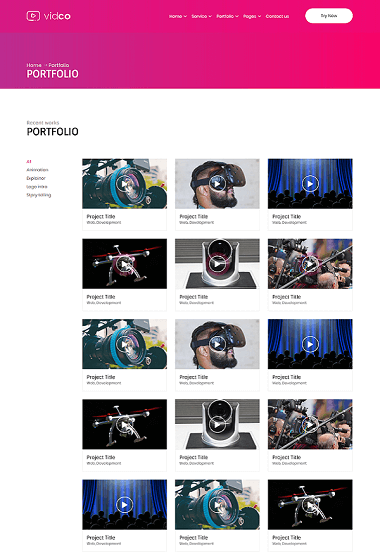 vidco
Home Service Portfolio Pages Contact us
Try Now
Home - Portfolio
PORTFOLIO
Recent works
PORTFOLIO
All
Animation
Explainer
Logo Intro
Story telling
Project Title Project Title Project Title
Web, Development Web, Development Web, Development
Project Title Project Title Project Title
Web, Development Web, Development Web, Development
Project Title Project Title Project Title
Web, Development Web, Development Web, Development
Project Title Project Title Project Title
Web, Development Web, Development Web, Development
Project Title Project Title Project Title
Web, Development Web, Development Web, Development